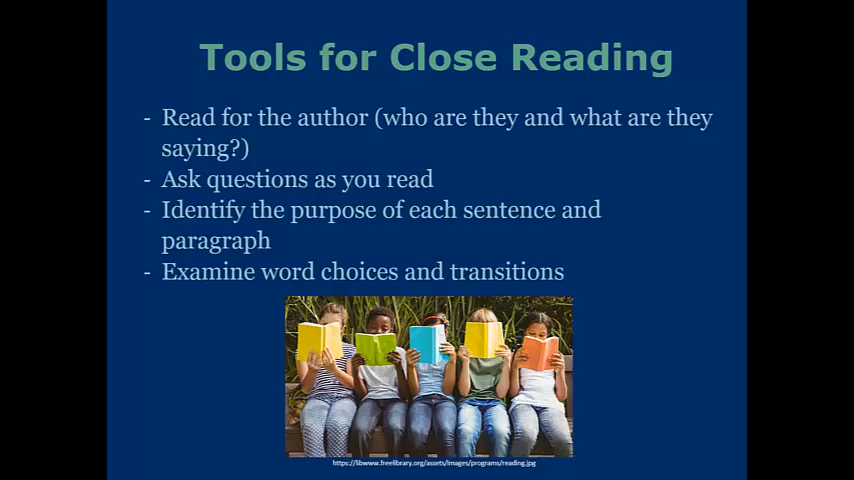 Tools for Close Reading
- Read for the author (who are they and what are they
saying?)
- Ask questions as you read
- Identify the purpose of each sentence and
paragraph
- Examine word choices and transitions
https://libwww.freelibrary.org/assets/images/programs/reading.jpg